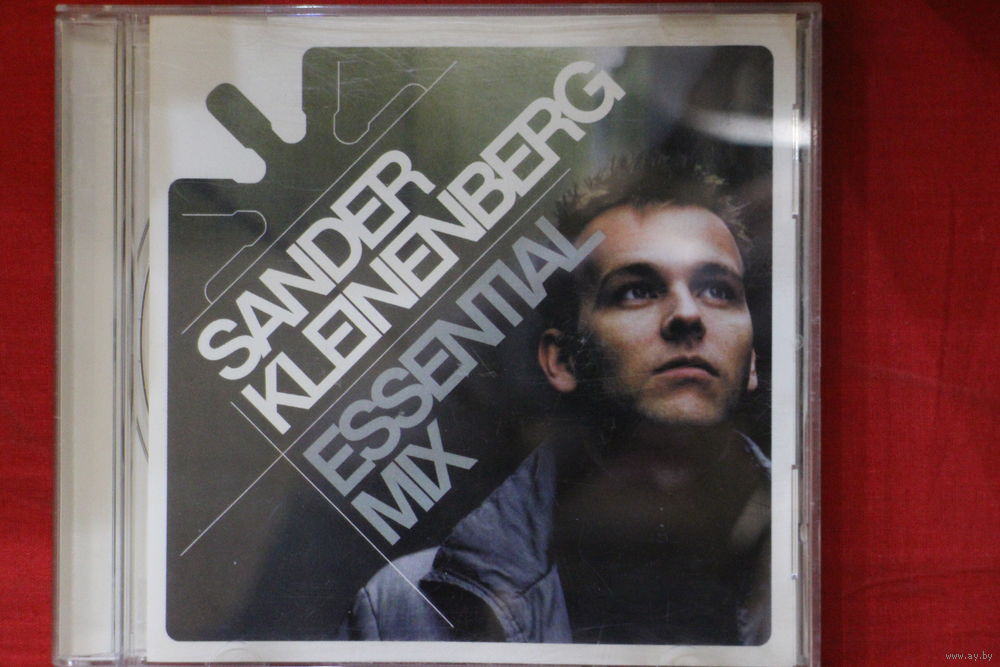 SANDER
KLEINENBERG
ESSENTIAL
MIX
www.ay.by